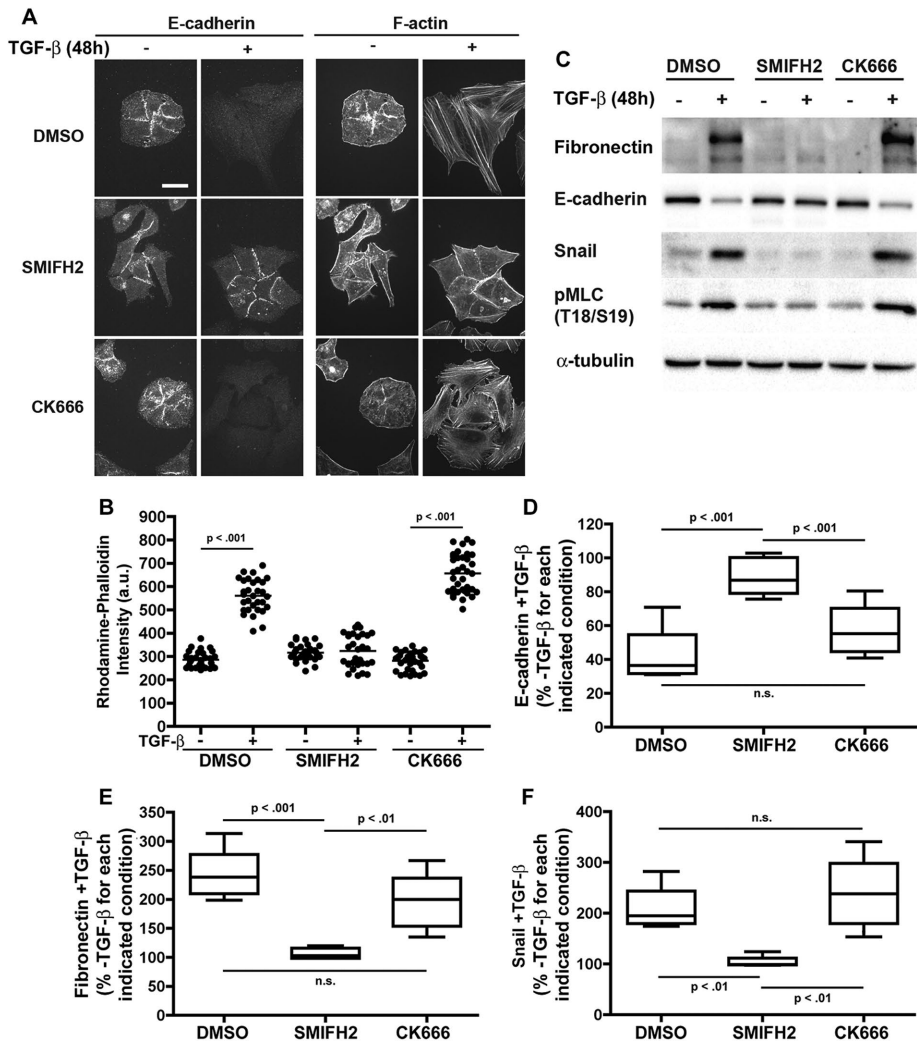 A
E-cadherin
F-actin
TGF-β (48h)
-
+
-
+
DMSO
SMIFH2
CK666
C
DMSO
SMIFH2
CK666
TGF-β (48h)
-
+
-
+
-
+
Fibronectin
E-cadherin
Snail
pMLC
(T18/S19)
α-tubulin
B
Rhodamine-Phalloidin
Intensity (a.u.)
900
800
700
600
500
400
300
200
100
0
p < .001
p < .001
TGF-β
-
+
-
+
-
+
DMSO
SMIFH2
CK666
D
E-cadherin +TGF-β
(% -TGF-β for each
indicated condition)
120
100
80
60
40
20
0
p < .001
p < .001
n.s.
DMSO
SMIFH2
CK666
E
Fibronectin +TGF-β
(% -TGF-β for each
indicated condition)
350
300
250
200
150
100
50
0
p < .001
p < .01
n.s.
DMSO
SMIFH2
CK666
F
Snail +TGF-β
(% -TGF-β for each
indicated condition)
400
300
200
100
0
n.s.
p < .01
p < .01
DMSO
SMIFH2
CK666